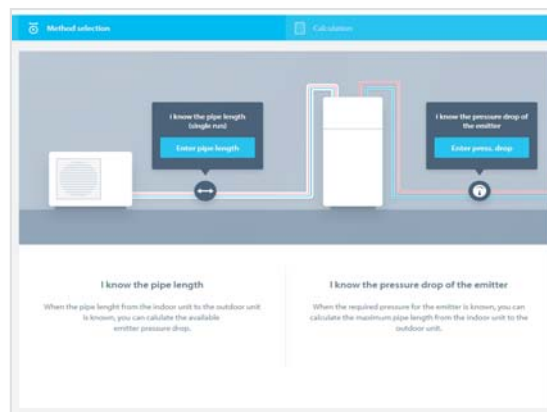 Method selection
Calculation
I know the pipe length
(single run)
Enter pipe length
I know the pressure drop of
the emitter
Enter press. drop
I know the pipe length
When the pipe lenght from the indoor unit to the outdoor unit
is known, you can calulate the available
emitter pressure drop.
I know the pressure drop of the emitter
When the required pressure for the emitter is known, you can
calculate the maximum pipe length from the indoor unit to the
outdoor unit.